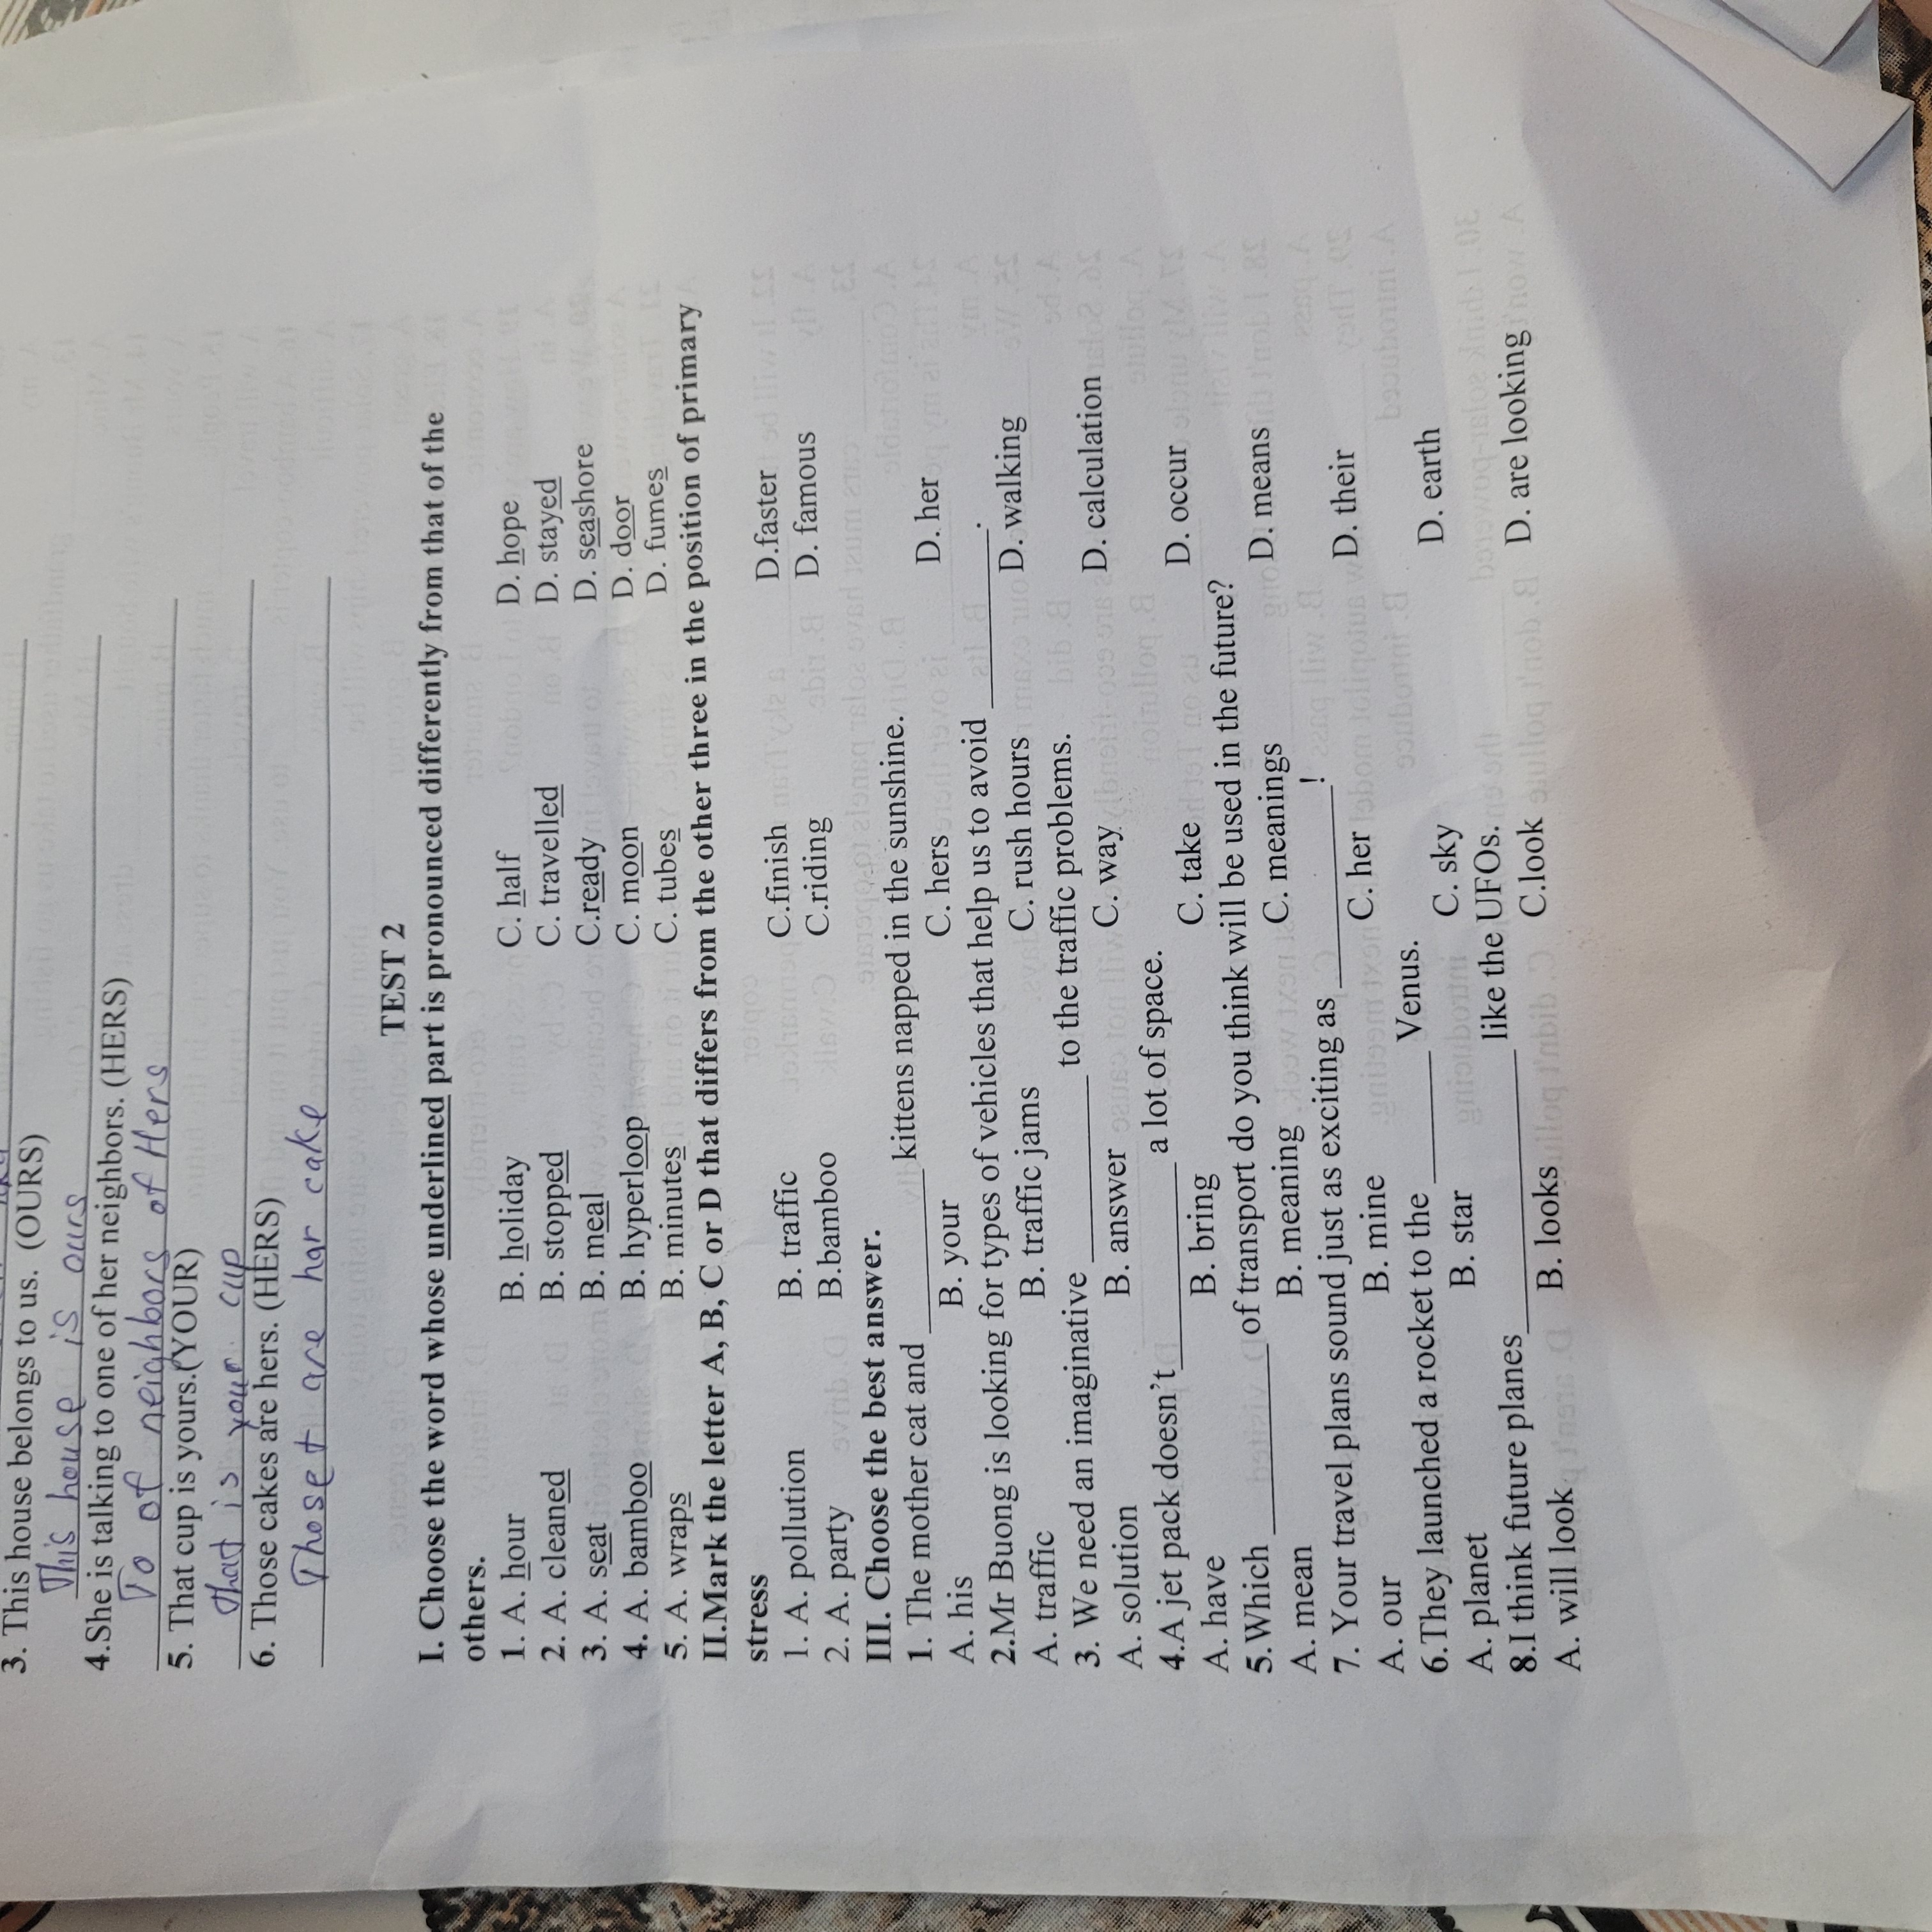 3. This house belongs to us. (OURS)
This house is ours
4.She is talking to one of her neighbors. (HERS)
To of neighbors of Hers
5. That cup is yours.(YOUR)
that is your cup
6. Those cakes are hers. (HERS)
Those are her cake
TEST 2
I. Choose the word whose underlined part is pronounced differently from that of the
others.
1. A. hour B. holiday C. half D. hope
2. A. cleaned B. stopped C. travelled D. stayed
3. A. seat B. meal C.ready D. seashore
4. A. bamboo B. hyperloop C. moon D. door
5. A. wraps B. minutes C. tubes D. fumes
II.Mark the letter A, B, C or D that differs from the other three in the position of primary
stress
1. A. pollution B. traffic C.finish D.faster
2. A. party B.bamboo C.riding D. famous
III. Choose the best answer.
1. The mother cat and ________ kittens napped in the sunshine.
A. his B. your C. hers D. her
2.Mr Buong is looking for types of vehicles that help us to avoid ________.
A. traffic B. traffic jams C. rush hours D. walking
3. We need an imaginative ________ to the traffic problems.
A. solution B. answer C. way D. calculation
4.A jet pack doesn't ________ a lot of space.
A. have B. bring C. take D. occur
5.Which ________ of transport do you think will be used in the future?
A. mean B. meaning C. meanings D. means
7. Your travel plans sound just as exciting as ________!
A. our B. mine C. her D. their
6.They launched a rocket to the ________ Venus.
A. planet B. star C. sky D. earth
8.I think future planes ________ like the UFOs.
A. will look B. looks C.look D. are looking